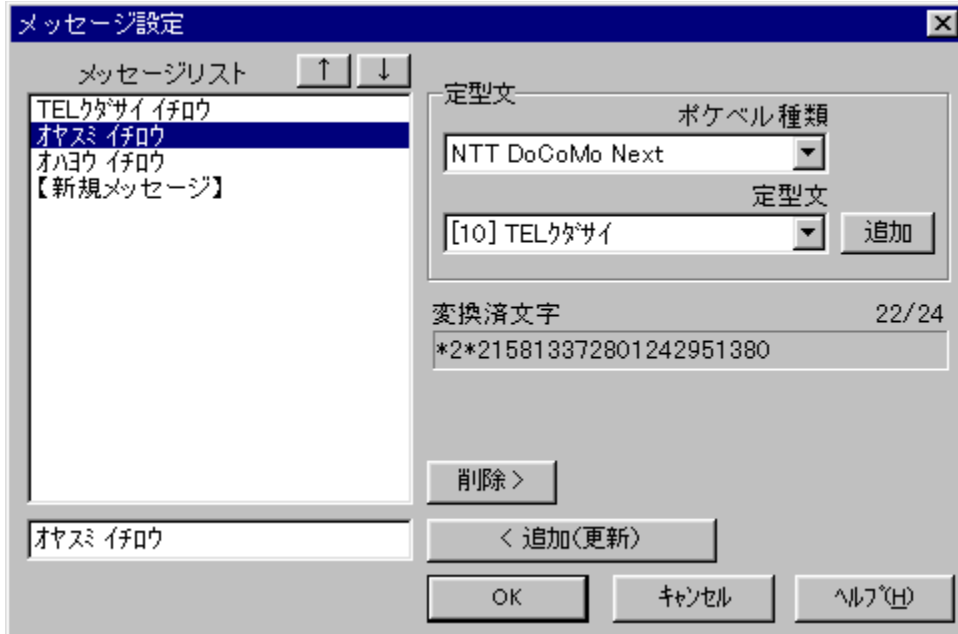 メッセージ設定
メッセージリスト ↑ ↓
TELｸﾀﾞｻｲ ｲﾁﾛｳ
ｵﾔｽﾐ ｲﾁﾛｳ
ｵﾊﾖｳ ｲﾁﾛｳ
【新規メッセージ】
ｵﾔｽﾐ ｲﾁﾛｳ
定型文
ポケベル種類
NTT DoCoMo Next
定型文
[10] TELｸﾀﾞｻｲ
追加
変換済文字 22/24
*2*215813372801242951380
削除 >
< 追加(更新)
OK
ｷｬﾝｾﾙ
ﾍﾙﾌﾟ(H)